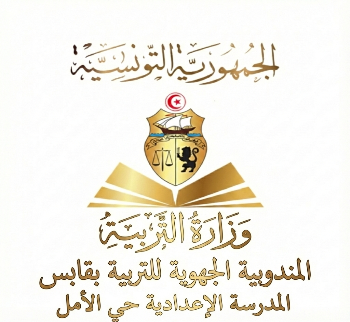 الجمهورية التونسية
وزارة التربية
المندوبية الجهوية للتربية بقابس
المدرسة الإعدادية حي الأمل